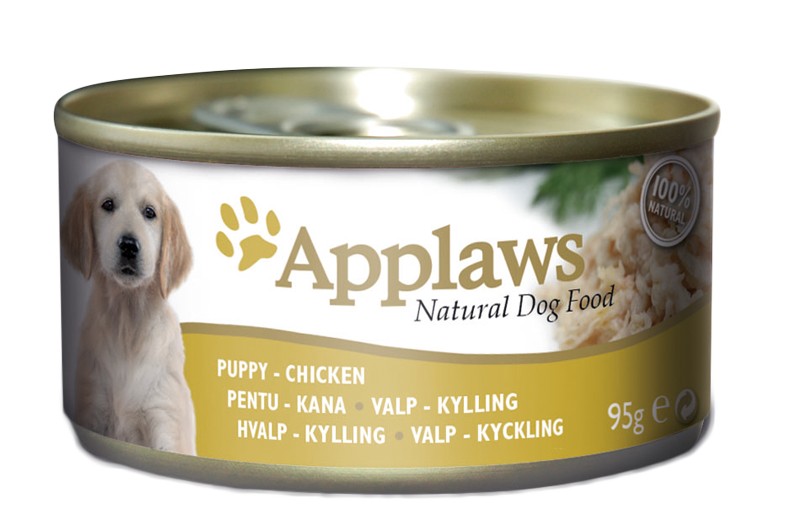 100%
NATURAL
Applaws
Natural Dog Food
PUPPY - CHICKEN
PENTU - KANA • VALP - KYLLING
HVALP - KYLLING • VALP - KYCKLING
95g ℮